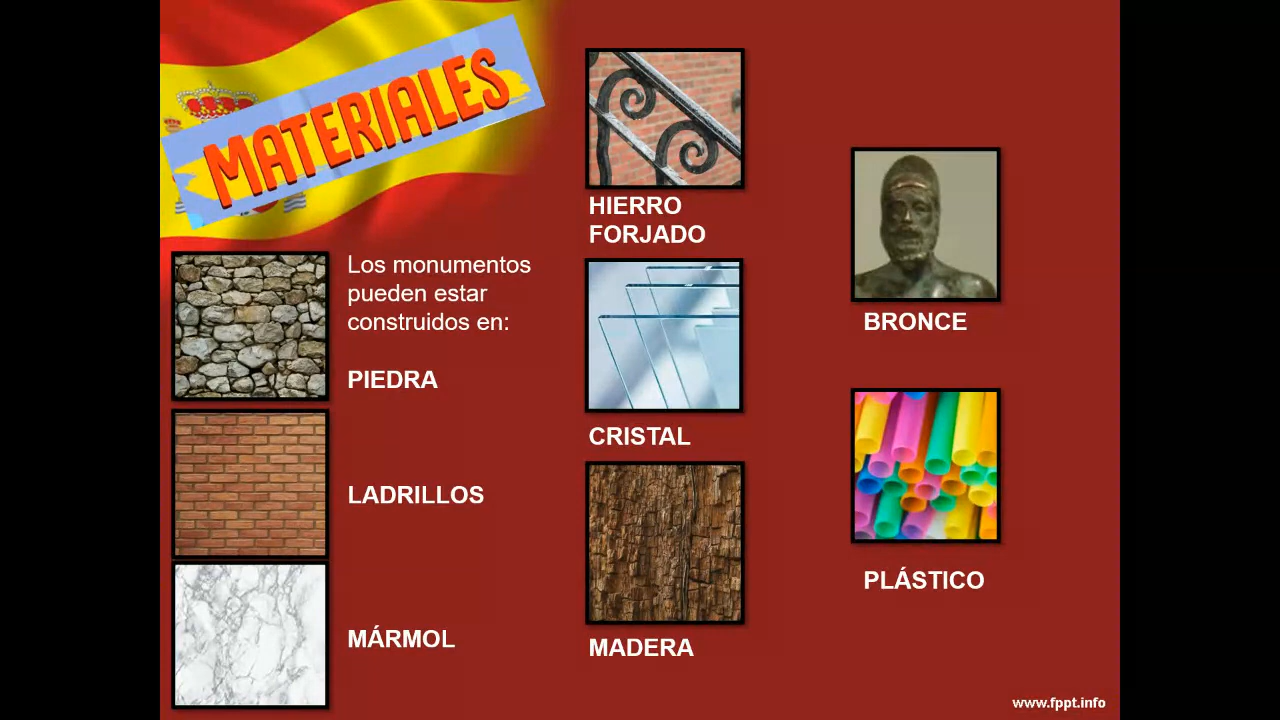 MATERIALES
Los monumentos
pueden estar
construidos en:
PIEDRA
LADRILLOS
MÁRMOL
HIERRO
FORJADO
CRISTAL
MADERA
BRONCE
PLÁSTICO
www.fppt.info